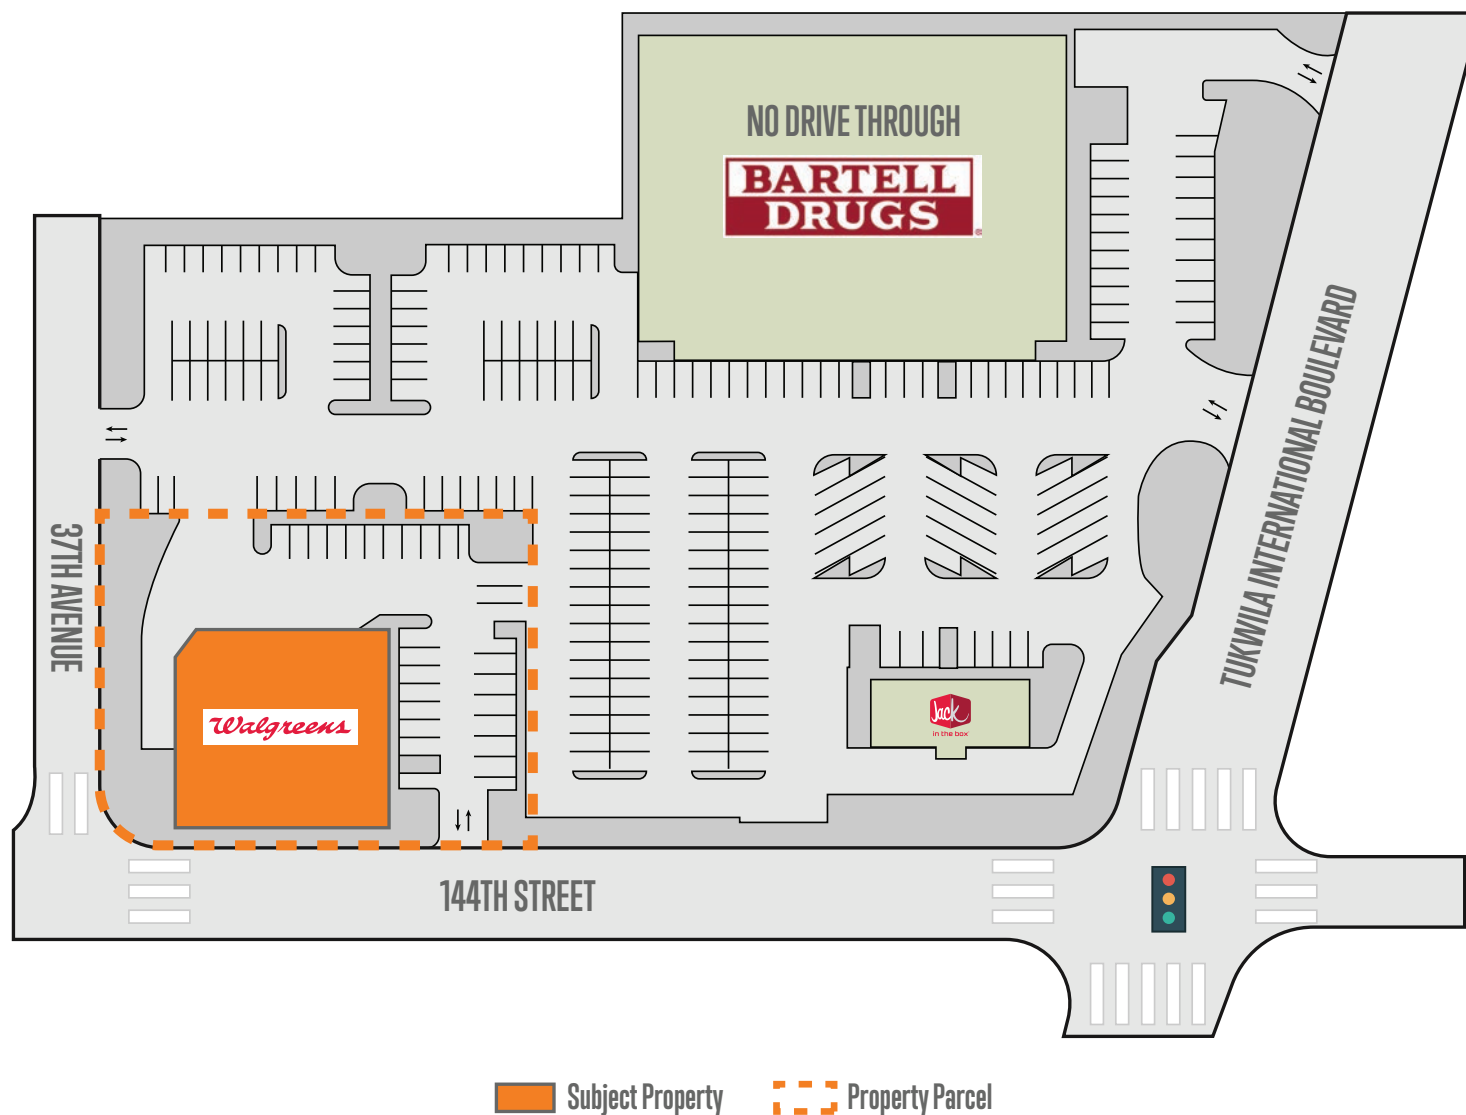 NO DRIVE THROUGH
BARTELL
DRUGS
®
37TH AVENUE
TUKWILA INTERNATIONAL BOULEVARD
Walgreens
Jack
in the box
144TH STREET
Subject Property
Property Parcel